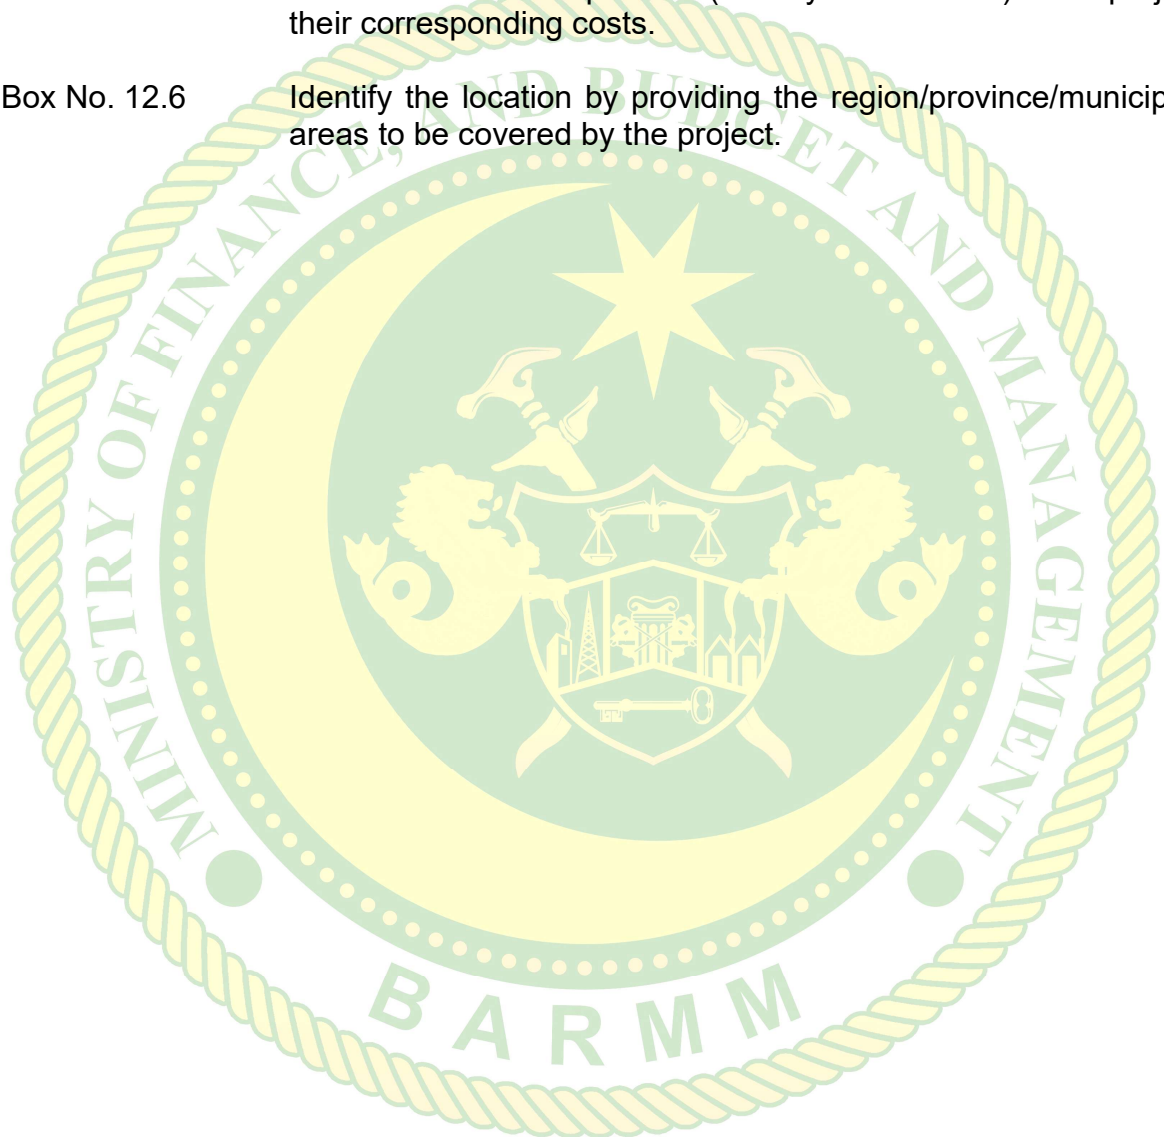 their corresponding costs.
Box No. 12.6 Identify the location by providing the region/province/municip
areas to be covered by the project.
MINISTRY OF FINANCE, AND BUDGET AND MANAGEMENT
BARMM